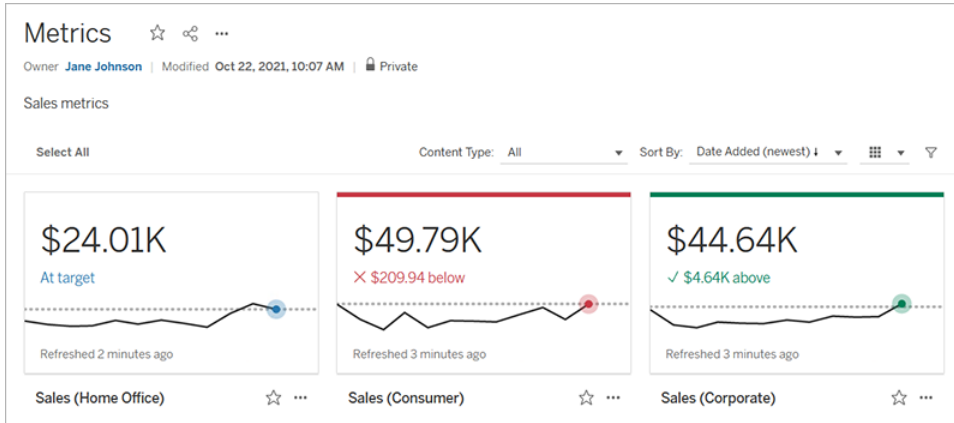 Metrics
Owner Jane Johnson | Modified Oct 22, 2021, 10:07 AM | Private
Sales metrics
Select All Content Type: All Sort By: Date Added (newest) ↓
$24.01K
At target
Refreshed 2 minutes ago
Sales (Home Office)
$49.79K
× $209.94 below
Refreshed 3 minutes ago
Sales (Consumer)
$44.64K
✓ $4.64K above
Refreshed 3 minutes ago
Sales (Corporate)